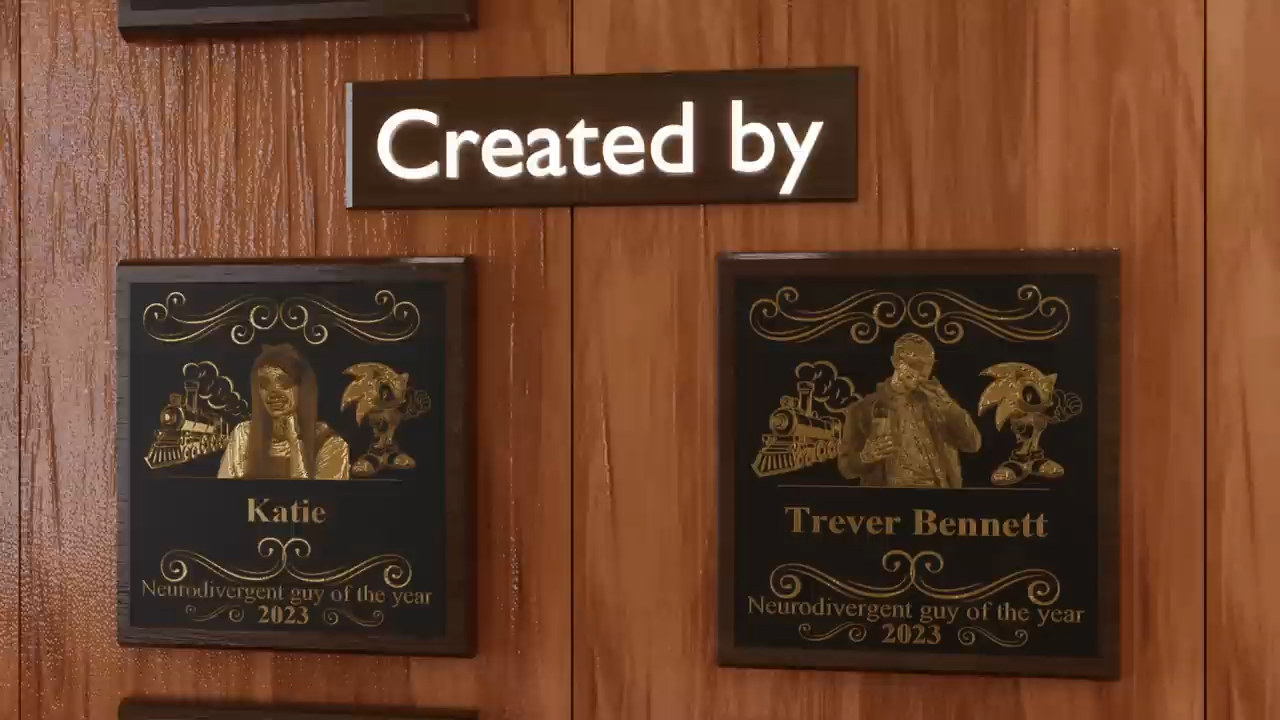 Created by
Katie
Neurodivergent guy of the year
2023
Trever Bennett
Neurodivergent guy of the year
2023